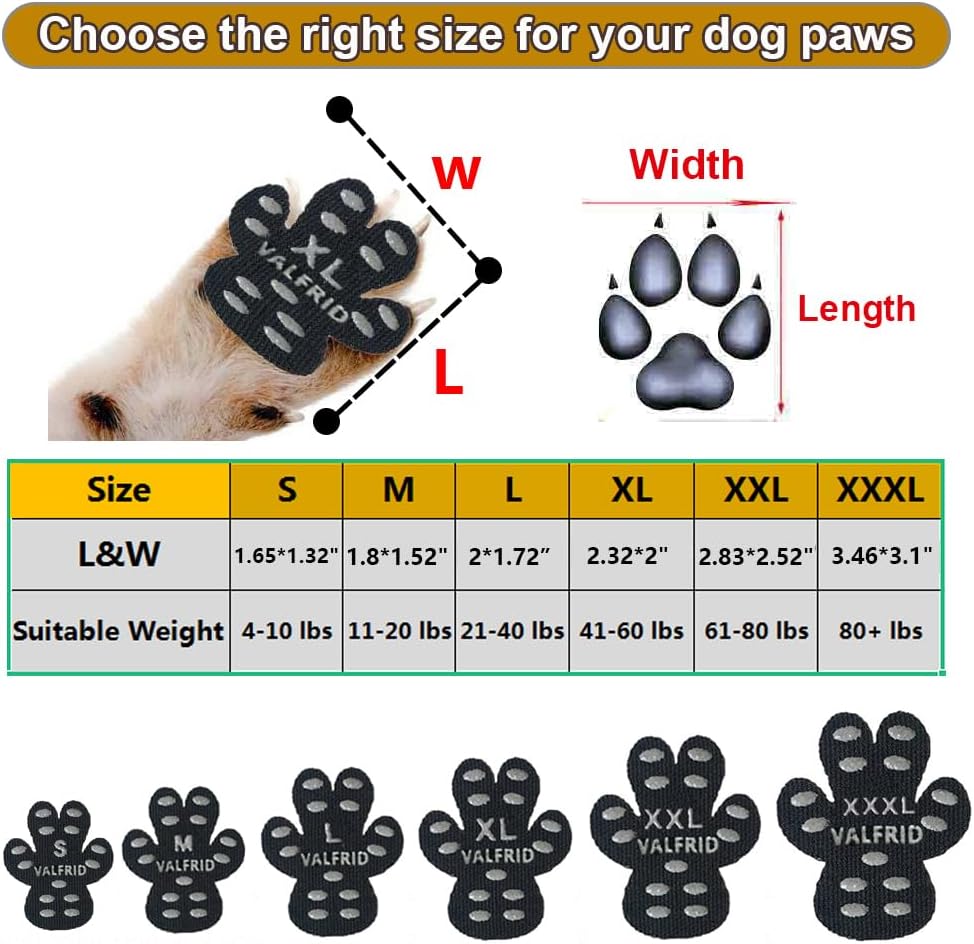 Choose the right size for your dog paws
W
L
XL
VALFRID
Width
Length
Size S M L XL XXL XXXL
L&W 1.65*1.32" 1.8*1.52" 2*1.72” 2.32*2" 2.83*2.52" 3.46*3.1"
Suitable Weight 4-10 lbs 11-20 lbs 21-40 lbs 41-60 lbs 61-80 lbs 80+ lbs
S
VALFRID
M
VALFRID
L
VALFRID
XL
VALFRID
XXL
VALFRID
XXXL
VALFRID